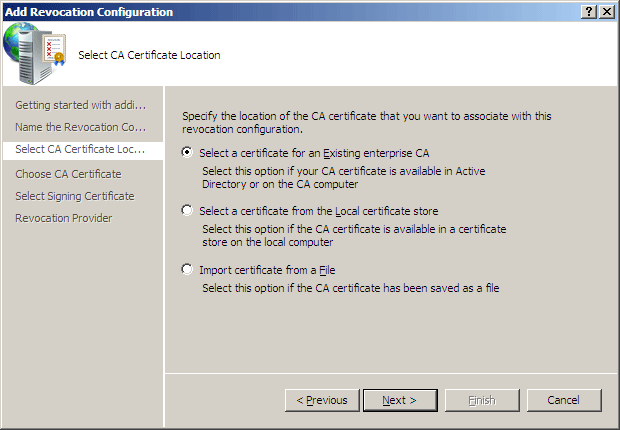 Add Revocation Configuration
Select CA Certificate Location
Getting started with addi...
Name the Revocation Co...
Select CA Certificate Loc...
Choose CA Certificate
Select Signing Certificate
Revocation Provider
Specify the location of the CA certificate that you want to associate with this
revocation configuration.
Select a certificate for an Existing enterprise CA
Select this option if your CA certificate is available in Active
Directory or on the CA computer
Select a certificate from the Local certificate store
Select this option if the CA certificate is available in a certificate
store on the local computer
Import certificate from a File
Select this option if the CA certificate has been saved as a file
< Previous
Next >
Finish
Cancel